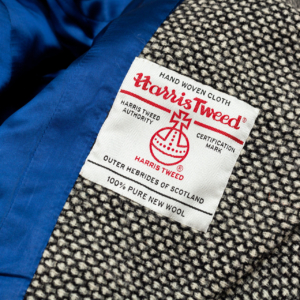 HAND WOVEN CLOTH
Harris Tweed®
HARRIS TWEED
AUTHORITY
CERTIFICATION
MARK
HARRIS TWEED
®
OUTER HEBRIDES OF SCOTLAND
100% PURE NEW WOOL